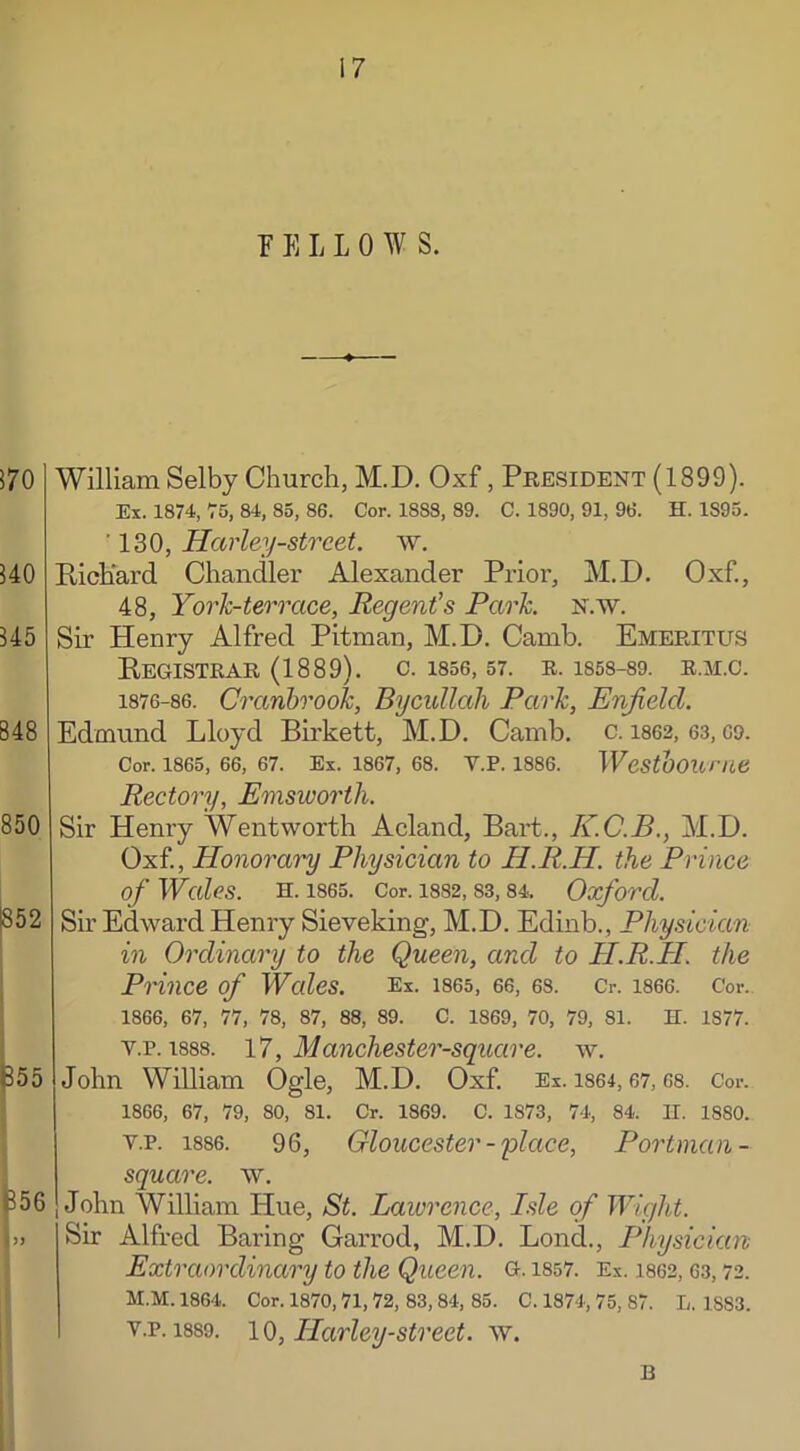 17
FELLOWS.
370 William Selby Church, M.D. Oxf, PRESIDENT (1899).
Ex. 1874, 75, 84, 85, 86. Cor. 1888, 89. C. 1890, 91, 96. H. 1895.
130, Harley-street. W.
340 Richard Chandler Alexander Prior, M.D. Oxf.,
48, York-terrace, Regent's Park. N.W.
345 Sir Henry Alfred Pitman, M.D. Camb. EMERITUS
REGISTRAR (1889). C. 1856, 57. R. 1858-89. R.M.C.
1876-86. Cranbrook, Bycullah Park, Enfield.
848 Edmund Lloyd Birkett, M.D. Camb. C. 1862, 63, 69.
Cor. 1865, 66, 67. Ex. 1867, 68. V.P. 1886. Westbourne
Rectory, Emsworth.
850 Sir Henry Wentworth Acland, Bart., K.C.B., M.D.
Oxf., Honorary Physician to H.R.H. the Prince
of Wales. H. 1865. Cor. 1882, 83, 84. Oxford.
852 Sir Edward Henry Sieveking, M.D. Edinb., Physician
in Ordinary to the Queen, and to H.R.H. the
Prince of Wales. Ex. 1865, 66, 68. Cr. 1866. Cor.
1866, 67, 77, 78, 87, 88, 89. C. 1869, 70, 79, 81. H. 1877.
V.P. 1888. 17, Manchester-square. W.
855 John William Ogle, M.D. Oxf. Ex. 1864, 67, 68. Cor.
1866, 67, 79, 80, 81. Cr. 1869. C. 1873, 74, 84. H. 1880.
V.P. 1886. 96, Gloucester-place, Portman-
square. W.
856 John William Hue, St. Lawrence, Isle of Wight.
„ Sir Alfred Baring Garrod, M.D. Lond., Physician
Extraordinary to the Queen. G. 1857. Ex. 1862, 63, 72.
M.M. 1864. Cor. 1870, 71, 72, 83, 84, 85. C. 1874, 75, 87. L. 1883.
V.P. 1889. 10, Harley-street. W.
B